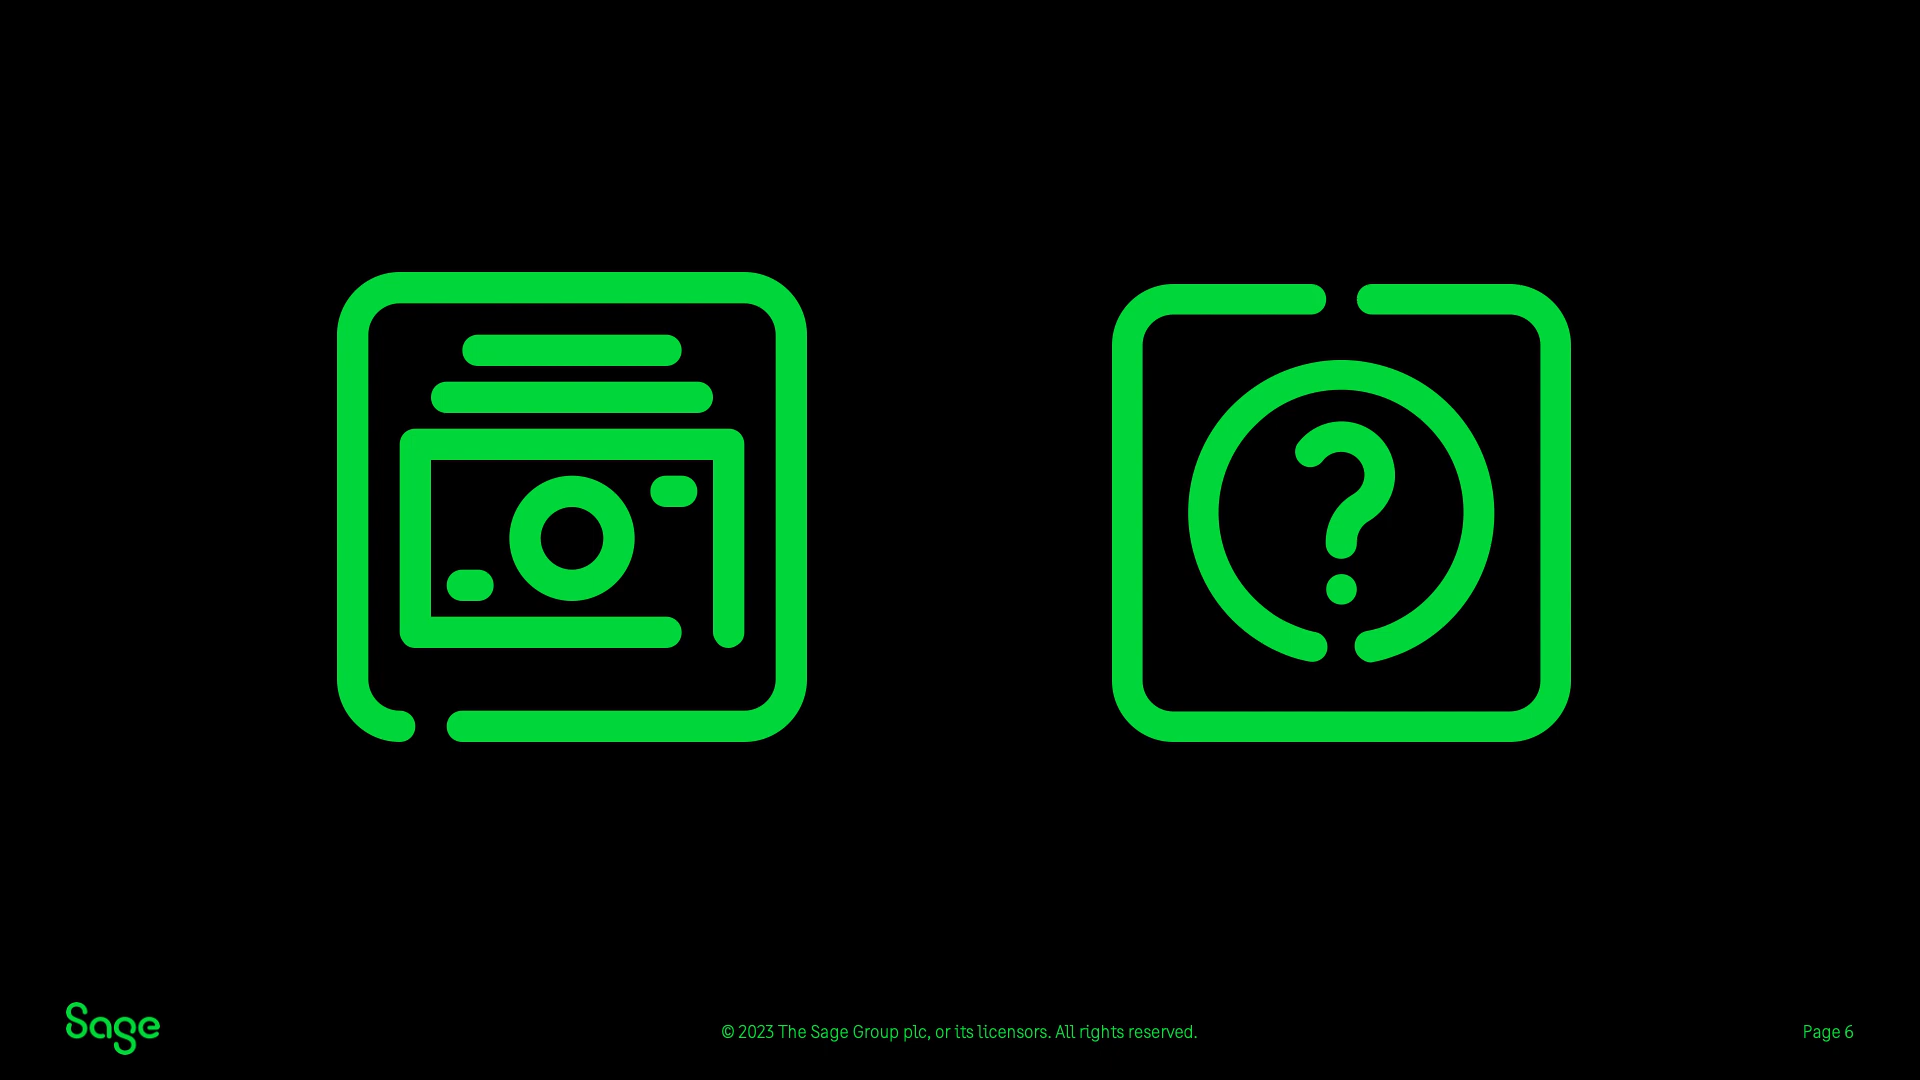 ?
Sage
© 2023 The Sage Group plc, or its licensors. All rights reserved.
Page 6